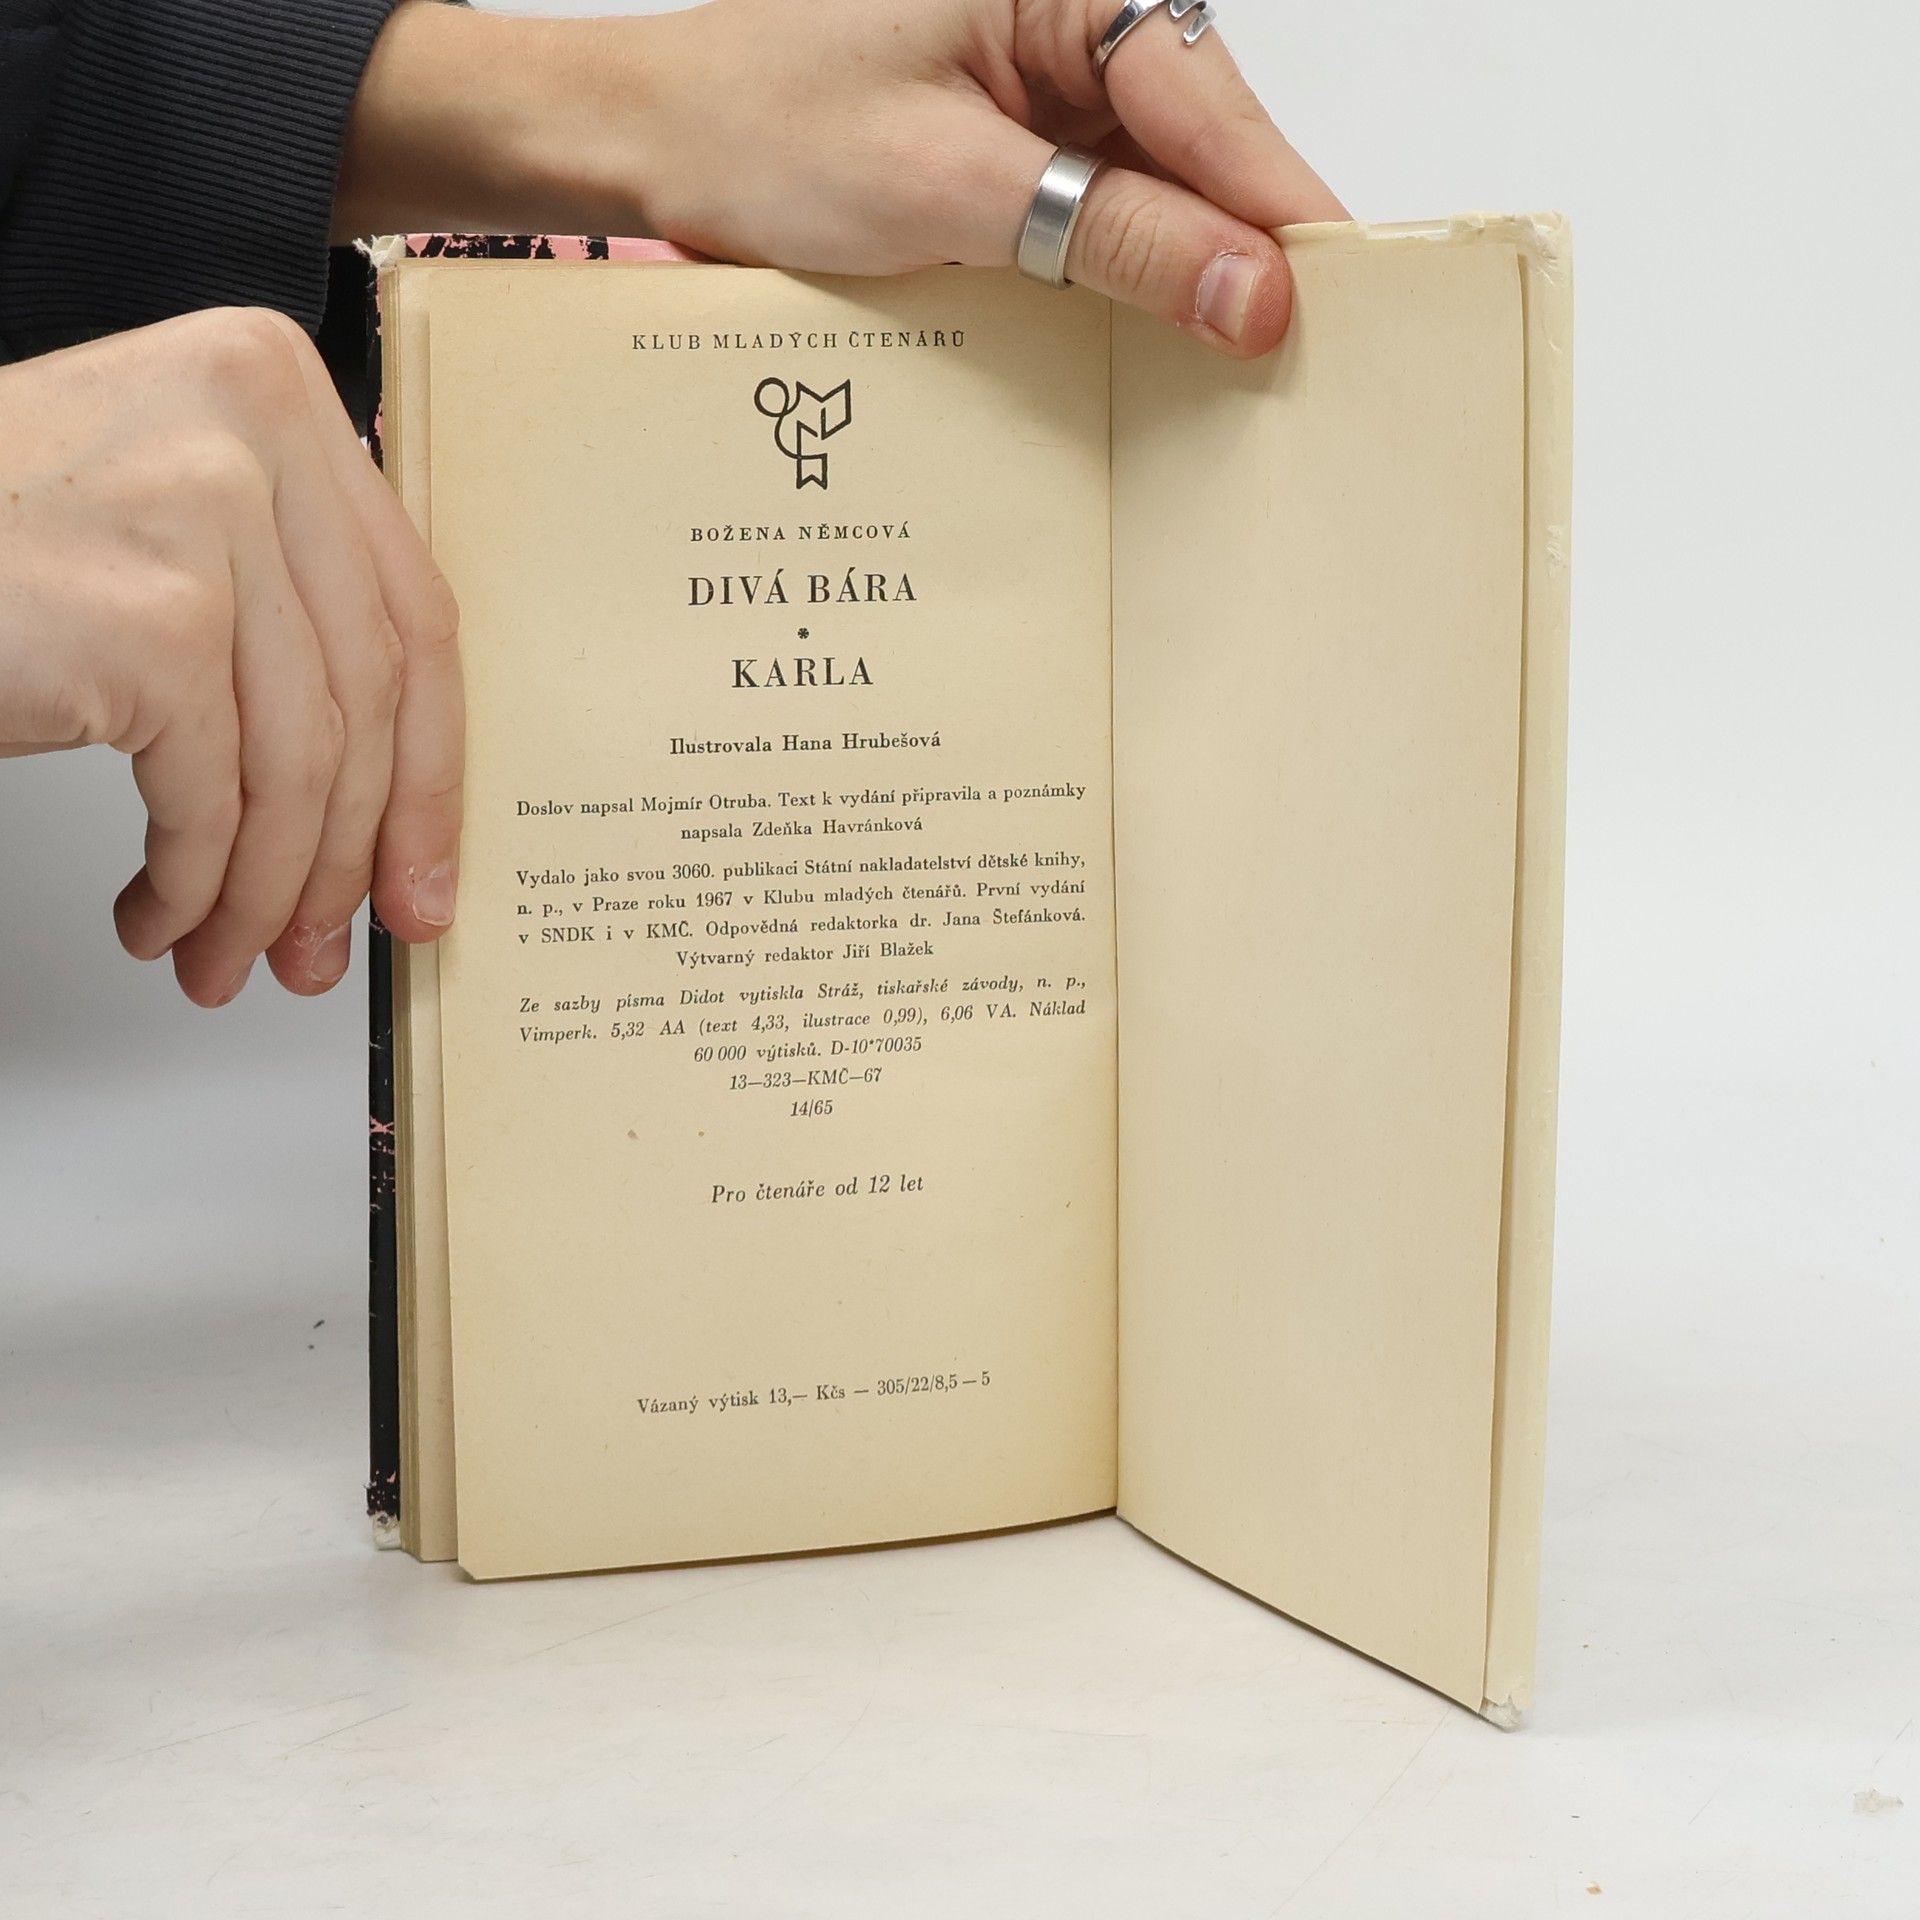 KLUB MLADÝCH ČTENÁŘŮ
BOŽENA NĚMCOVÁ
DIVÁ BÁRA
*
KARLA
Ilustrovala Hana Hrubešová
Doslov napsal Mojmír Otruba. Text k vydání připravila a poznámky
napsala Zdeňka Havránková
Vydalo jako svou 3060. publikaci Státní nakladatelství dětské knihy,
n. p., v Praze roku 1967 v Klubu mladých čtenářů. První vydání
v SNDK i v KMČ. Odpovědná redaktorka dr. Jana Štefánková.
Výtvarný redaktor Jiří Blažek
Ze sazby písma Didot vytiskla Stráž, tiskařské závody, n. p.,
Vimperk. 5,32 AA (text 4,33, ilustrace 0,99), 6,06 VA. Náklad
60 000 výtisků. D-10*70035
13—323—KMČ—67
14/65
Pro čtenáře od 12 let
Vázaný výtisk 13,— Kčs — 305/22/8,5 — 5